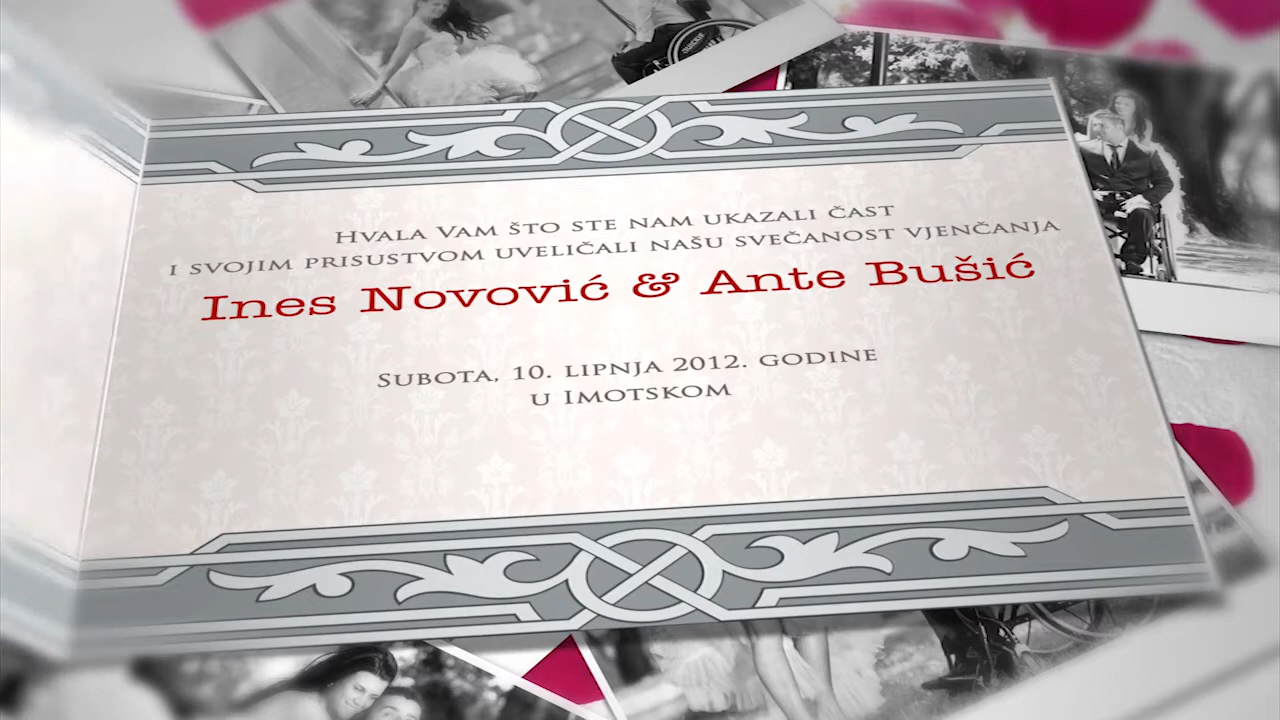 Hvala Vam što ste nam ukazali čast
i svojim prisustvom uveličali našu svečanost vjenčanja
Ines Novović & Ante Bušić
Subota, 10. lipnja 2012. godine
u Imotskom